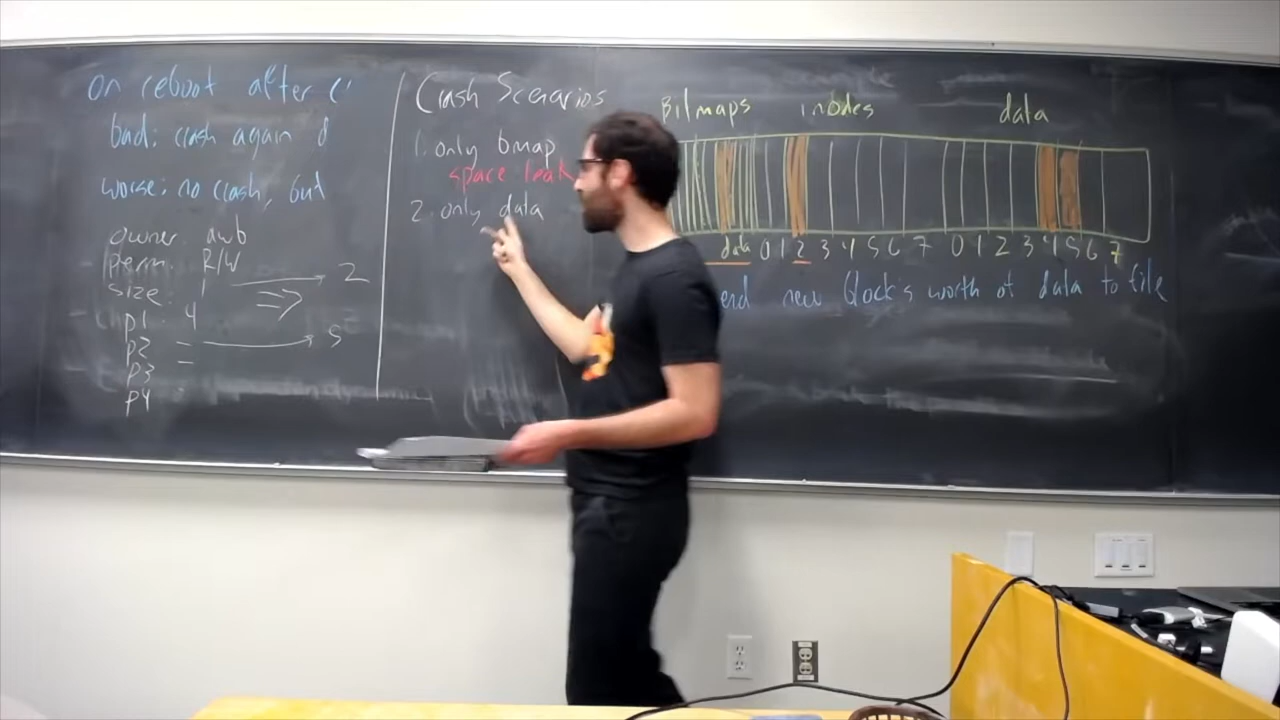 on reboot after
bad: crash again
worse: no crash, but
owner: awb
perm: R/W
size: 1 → 2
p1: 4 =>
p2 = → 5
p3 =
p4
Crash Scenarios
1. only bmap
space leak
2. only data
Bitmaps inodes data
data 0 1 2 3 4 5 6 7 0 1 2 3 4 5 6 7
end new block's worth of data to file